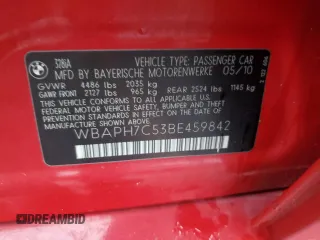 BMW
328iA
VEHICLE TYPE: PASSENGER CAR
MFD. BY BAYERISCHE MOTORENWERKE 05/10
GVWR 4486 lbs 2035 kg
GAWR FRONT 2127 lbs 965 kg REAR 2524 lbs 1145 kg
THIS VEHICLE CONFORMS TO ALL APPLICABLE
FEDERAL MOTOR VEHICLE SAFETY, BUMPER, AND
THEFT PREVENTION STANDARDS IN EFFECT ON THE
DATE OF MANUFACTURE SHOWN ABOVE.
WBAPH7C53BE459842
DREAMBID